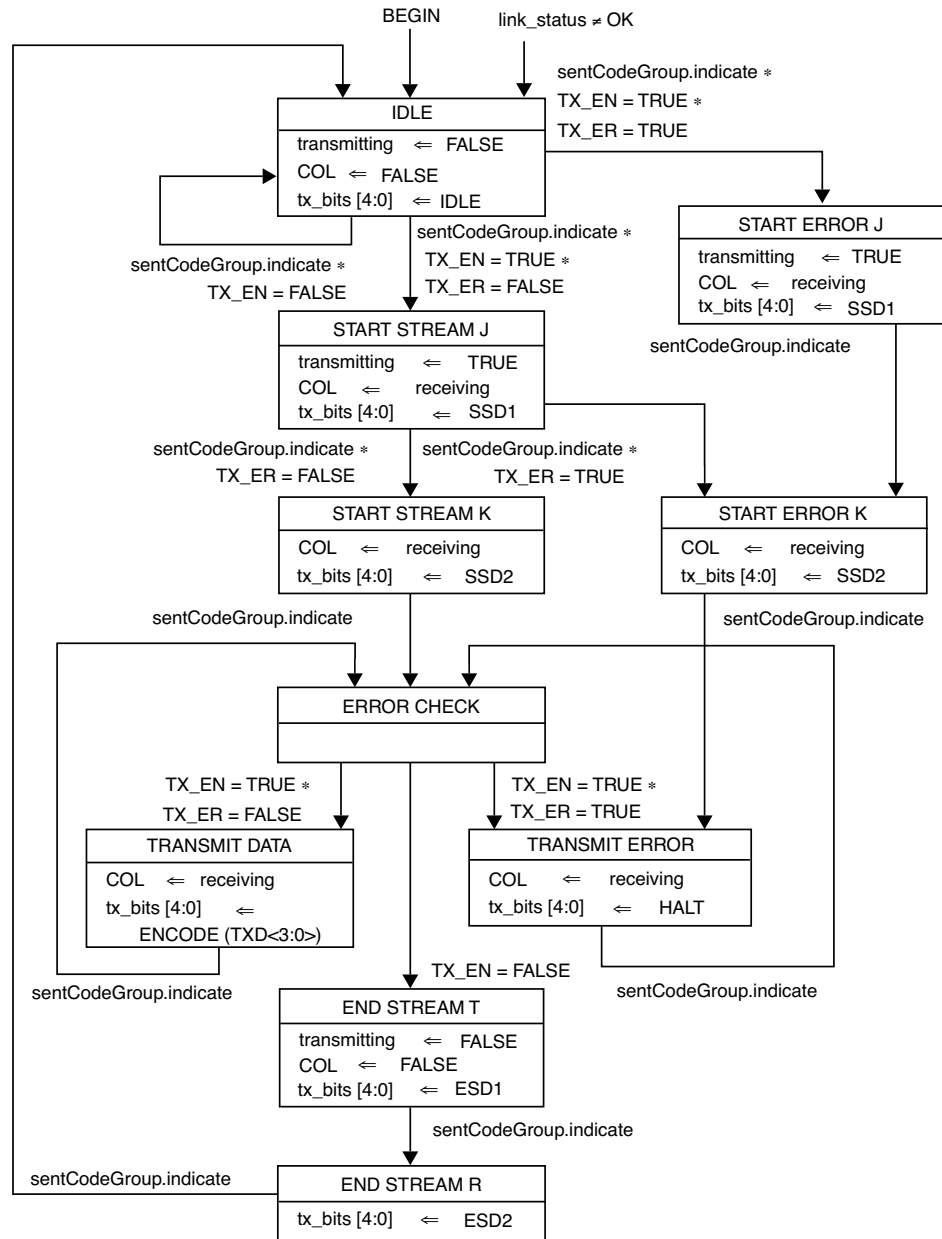 BEGIN
link_status ≠ OK
sentCodeGroup.indicate *
TX_EN = TRUE *
TX_ER = TRUE
IDLE
transmitting ⇐ FALSE
COL ⇐ FALSE
tx_bits [4:0] ⇐ IDLE
sentCodeGroup.indicate *
TX_EN = FALSE
sentCodeGroup.indicate *
TX_EN = TRUE *
TX_ER = FALSE
START ERROR J
transmitting ⇐ TRUE
COL ⇐ receiving
tx_bits [4:0] ⇐ SSD1
sentCodeGroup.indicate
START STREAM J
transmitting ⇐ TRUE
COL ⇐ receiving
tx_bits [4:0] ⇐ SSD1
sentCodeGroup.indicate *
TX_ER = FALSE
sentCodeGroup.indicate *
TX_ER = TRUE
START STREAM K
COL ⇐ receiving
tx_bits [4:0] ⇐ SSD2
START ERROR K
COL ⇐ receiving
tx_bits [4:0] ⇐ SSD2
sentCodeGroup.indicate
sentCodeGroup.indicate
ERROR CHECK
TX_EN = TRUE *
TX_ER = FALSE
TX_EN = TRUE *
TX_ER = TRUE
TRANSMIT DATA
COL ⇐ receiving
tx_bits [4:0] ⇐
ENCODE (TXD<3:0>)
TRANSMIT ERROR
COL ⇐ receiving
tx_bits [4:0] ⇐ HALT
sentCodeGroup.indicate
TX_EN = FALSE
sentCodeGroup.indicate
END STREAM T
transmitting ⇐ FALSE
COL ⇐ FALSE
tx_bits [4:0] ⇐ ESD1
sentCodeGroup.indicate
sentCodeGroup.indicate
END STREAM R
tx_bits [4:0] ⇐ ESD2